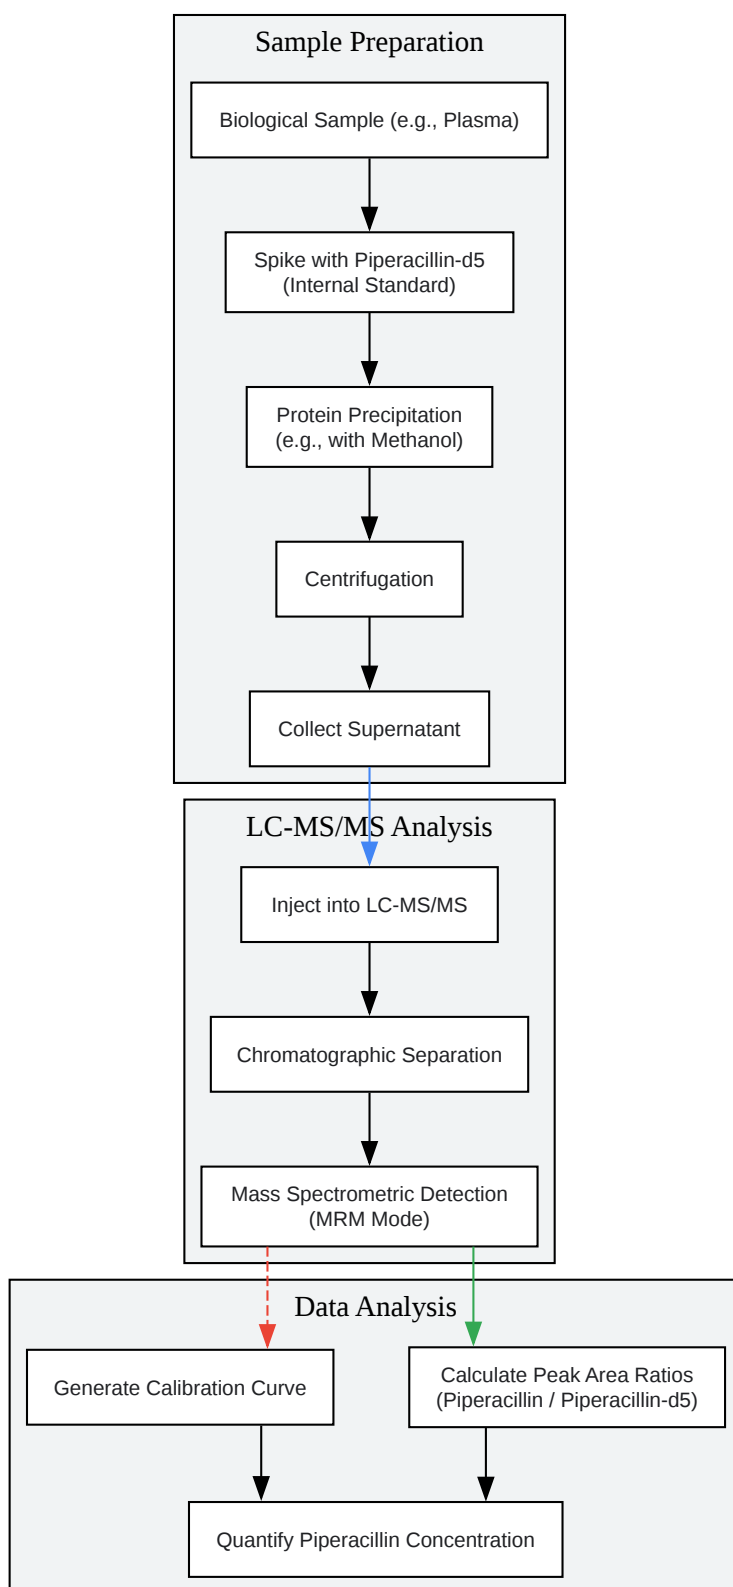 Sample Preparation
Biological Sample (e.g., Plasma)
Spike with Piperacillin-d5
(Internal Standard)
Protein Precipitation
(e.g., with Methanol)
Centrifugation
Collect Supernatant
LC-MS/MS Analysis
Inject into LC-MS/MS
Chromatographic Separation
Mass Spectrometric Detection
(MRM Mode)
Data Analysis
Generate Calibration Curve
Calculate Peak Area Ratios
(Piperacillin / Piperacillin-d5)
Quantify Piperacillin Concentration